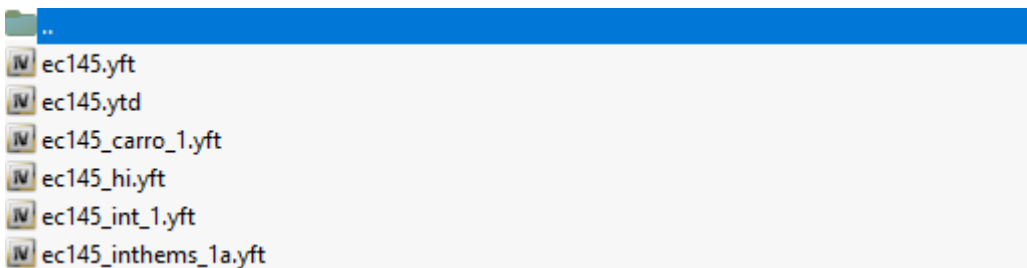 ..
ec145.yft
ec145.ytd
ec145_carro_1.yft
ec145_hi.yft
ec145_int_1.yft
ec145_inthems_1a.yft